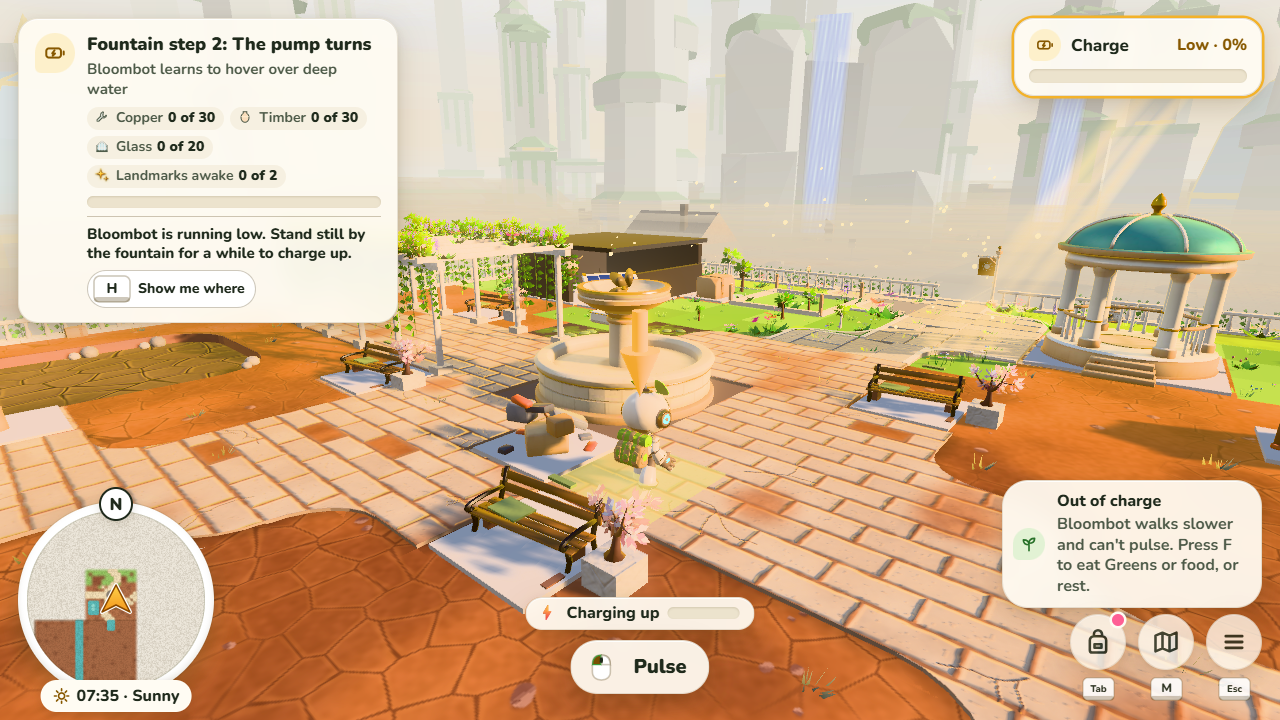 Fountain step 2: The pump turns
Bloombot learns to hover over deep
water
Copper 0 of 30
Timber 0 of 30
Glass 0 of 20
Landmarks awake 0 of 2
Bloombot is running low. Stand still by
the fountain for a while to charge up.
H Show me where
Charge Low · 0%
Out of charge
Bloombot walks slower
and can't pulse. Press F
to eat Greens or food, or
rest.
N
07:35 · Sunny
Charging up
Pulse
Tab
M
Esc